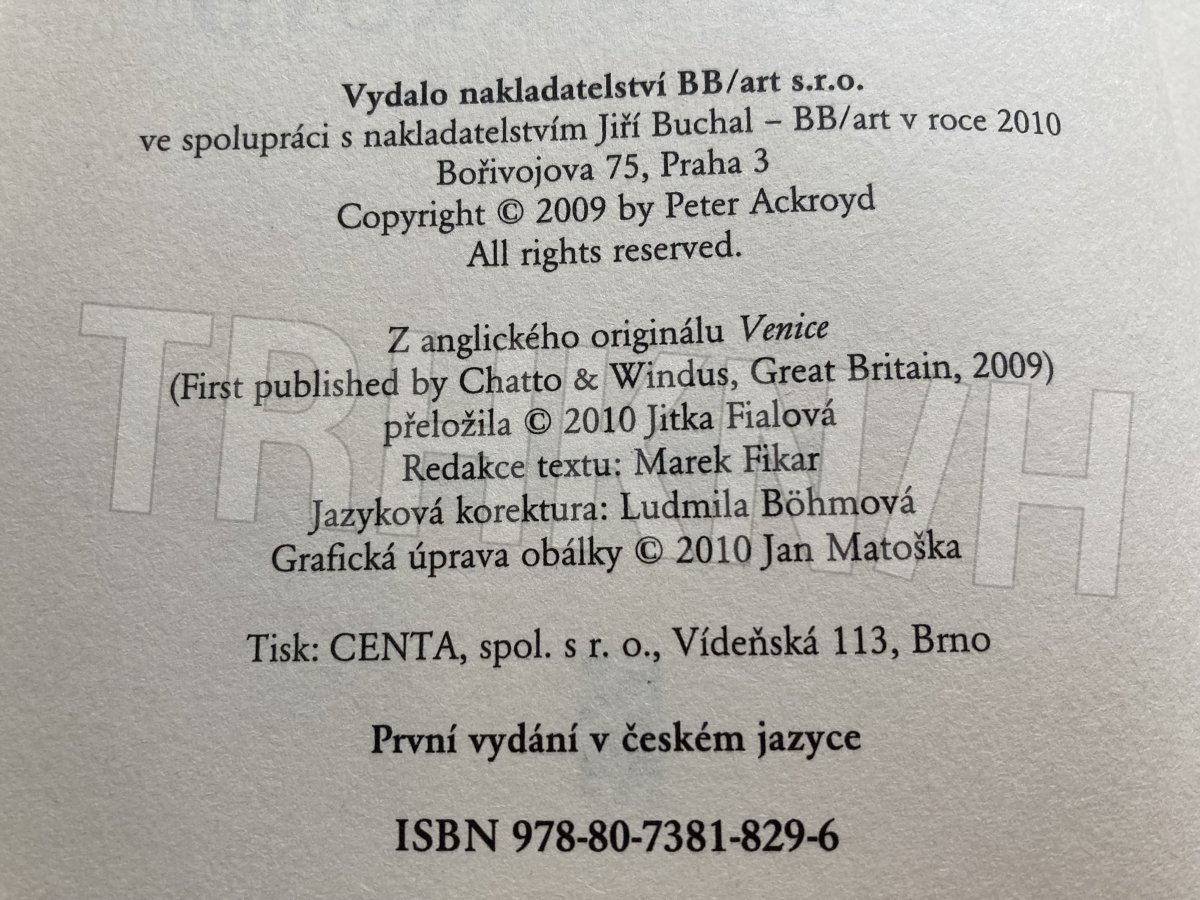 Vydalo nakladatelství BB/art s.r.o.
ve spolupráci s nakladatelstvím Jiří Buchal – BB/art v roce 2010
Bořivojova 75, Praha 3
Copyright © 2009 by Peter Ackroyd
All rights reserved.
Z anglického originálu Venice
(First published by Chatto & Windus, Great Britain, 2009)
přeložila © 2010 Jitka Fialová
Redakce textu: Marek Fikar
Jazyková korektura: Ludmila Böhmová
Grafická úprava obálky © 2010 Jan Matoška
Tisk: CENTA, spol. s r. o., Vídeňská 113, Brno
První vydání v českém jazyce
ISBN 978-80-7381-829-6